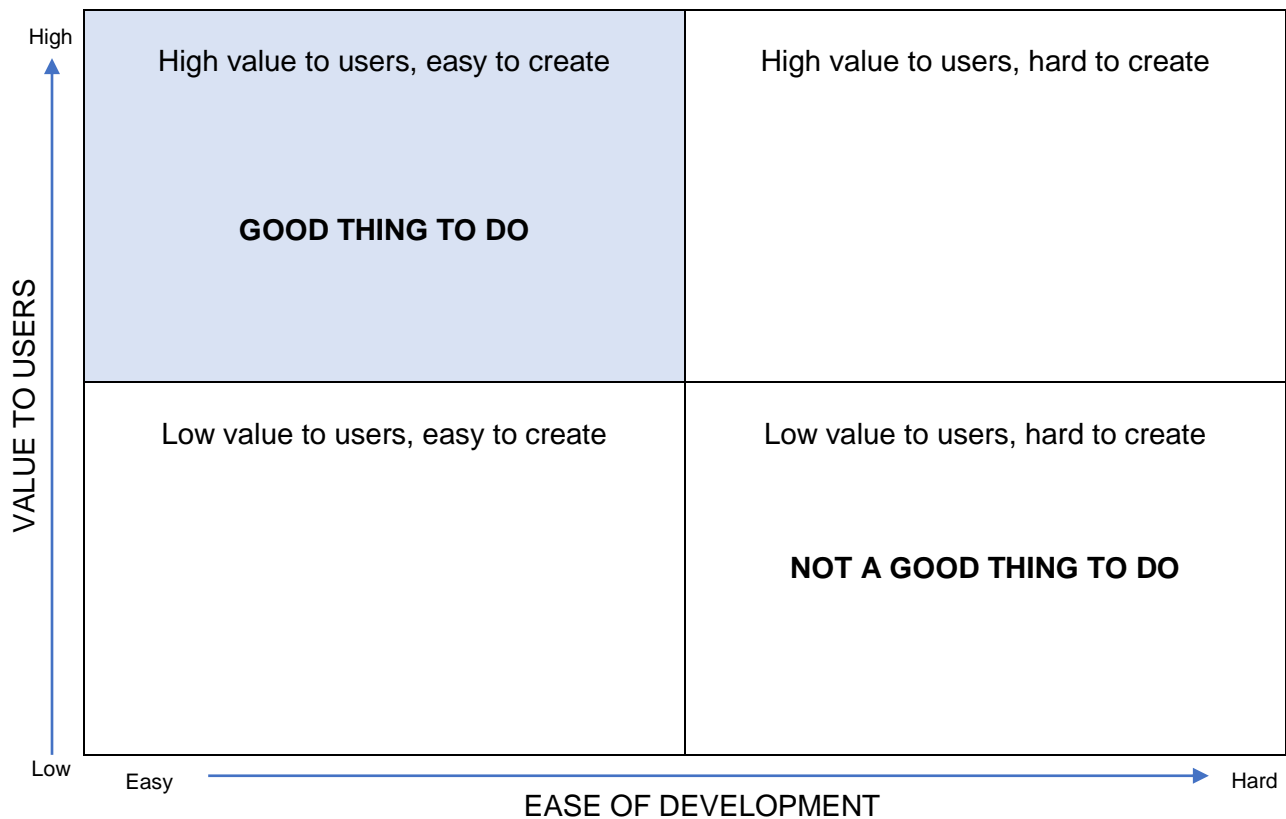 High
High value to users, easy to create
High value to users, hard to create
GOOD THING TO DO
VALUE TO USERS
Low value to users, easy to create
Low value to users, hard to create
NOT A GOOD THING TO DO
Low
Easy
Hard
EASE OF DEVELOPMENT